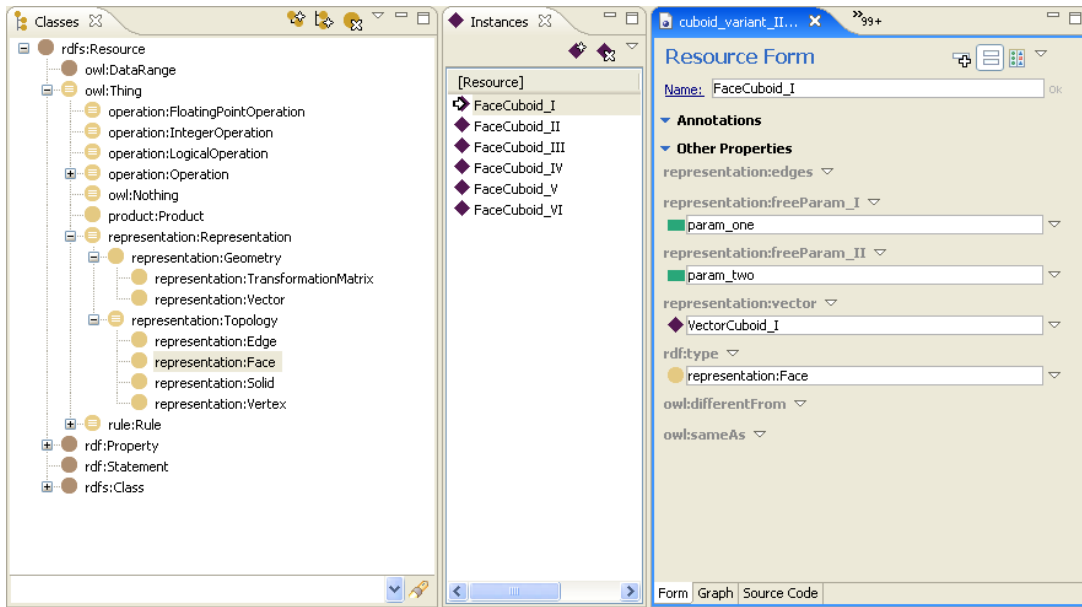 Classes
rdfs:Resource
owl:DataRange
owl:Thing
operation:FloatingPointOperation
operation:IntegerOperation
operation:LogicalOperation
operation:Operation
owl:Nothing
product:Product
representation:Representation
representation:Geometry
representation:TransformationMatrix
representation:Vector
representation:Topology
representation:Edge
representation:Face
representation:Solid
representation:Vertex
rule:Rule
rdf:Property
rdf:Statement
rdfs:Class
Instances
[Resource]
FaceCuboid_I
FaceCuboid_II
FaceCuboid_III
FaceCuboid_IV
FaceCuboid_V
FaceCuboid_VI
cuboid_variant_II... »99+
Resource Form
Name: FaceCuboid_I Ok
Annotations
Other Properties
representation:edges
representation:freeParam_I
param_one
representation:freeParam_II
param_two
representation:vector
VectorCuboid_I
rdf:type
representation:Face
owl:differentFrom
owl:sameAs
Form Graph Source Code